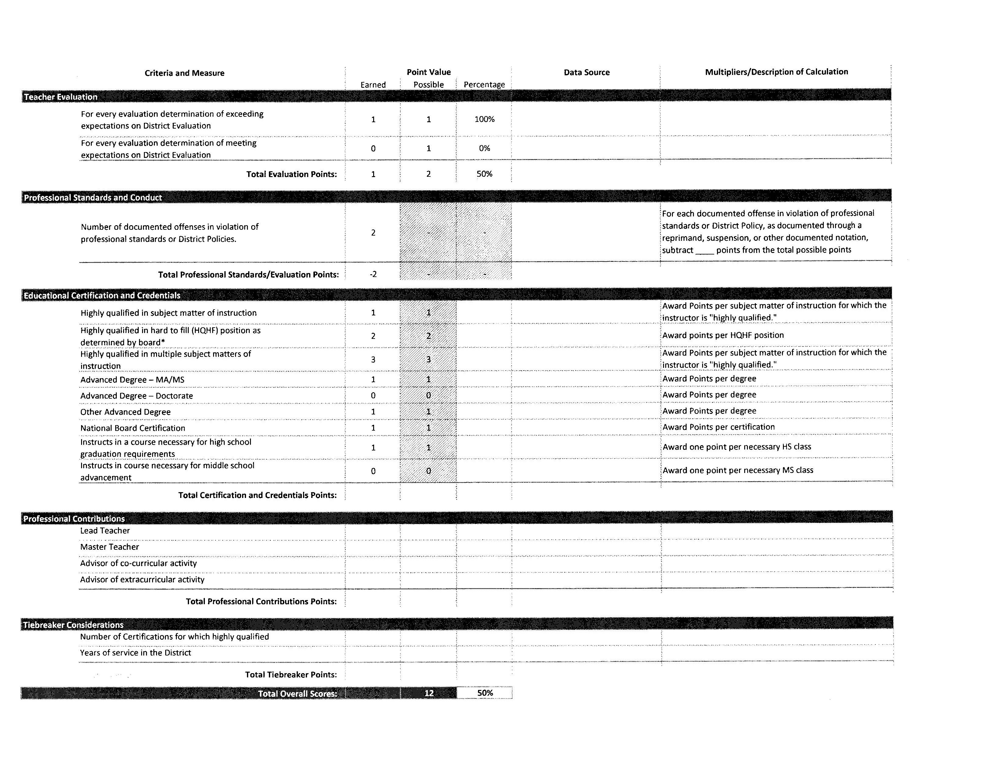 Criteria and Measure Point Value Data Source Multipliers/Description of Calculation
Earned Possible Percentage
Teacher Evaluation
For every evaluation determination of exceeding
expectations on District Evaluation 1 1 100%
For every evaluation determination of meeting
expectations on District Evaluation 0 1 0%
Total Evaluation Points: 1 2 50%
Professional Standards and Conduct
Number of documented offenses in violation of
professional standards or District Policies. 2 - -
For each documented offense in violation of professional
standards or District Policy, as documented through a
reprimand, suspension, or other documented notation,
subtract ____ points from the total possible points
Total Professional Standards/Evaluation Points: -2 - -
Educational Certification and Credentials
Highly qualified in subject matter of instruction 1 1
Award Points per subject matter of instruction for which the
instructor is "highly qualified."
Highly qualified in hard to fill (HQHF) position as
determined by board* 2 2 Award points per HQHF position
Highly qualified in multiple subject matters of
instruction 3 3
Award Points per subject matter of instruction for which the
instructor is "highly qualified."
Advanced Degree – MA/MS 1 1 Award Points per degree
Advanced Degree – Doctorate 0 0 Award Points per degree
Other Advanced Degree 1 1 Award Points per degree
National Board Certification 1 1 Award Points per certification
Instructs in a course necessary for high school
graduation requirements 1 1 Award one point per necessary HS class
Instructs in course necessary for middle school
advancement 0 0 Award one point per necessary MS class
Total Certification and Credentials Points:
Professional Contributions
Lead Teacher
Master Teacher
Advisor of co-curricular activity
Advisor of extracurricular activity
Total Professional Contributions Points:
Tiebreaker Considerations
Number of Certifications for which highly qualified
Years of service in the District
Total Tiebreaker Points:
Total Overall Scores: 12 50%